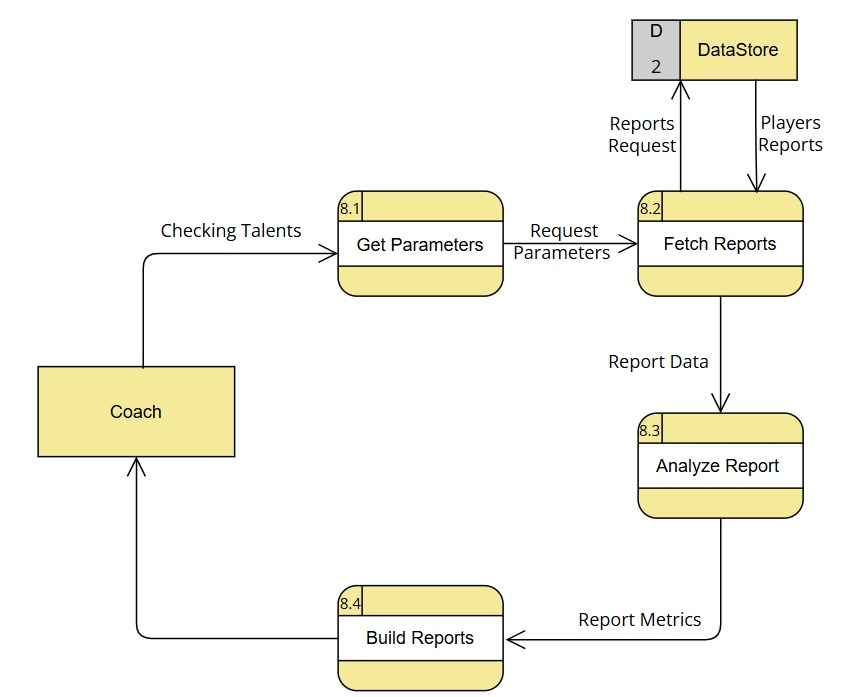 D
2
DataStore
Reports
Request
Players
Reports
8.1
Get Parameters
Checking Talents
Request
Parameters
8.2
Fetch Reports
Report Data
Coach
8.3
Analyze Report
8.4
Build Reports
Report Metrics